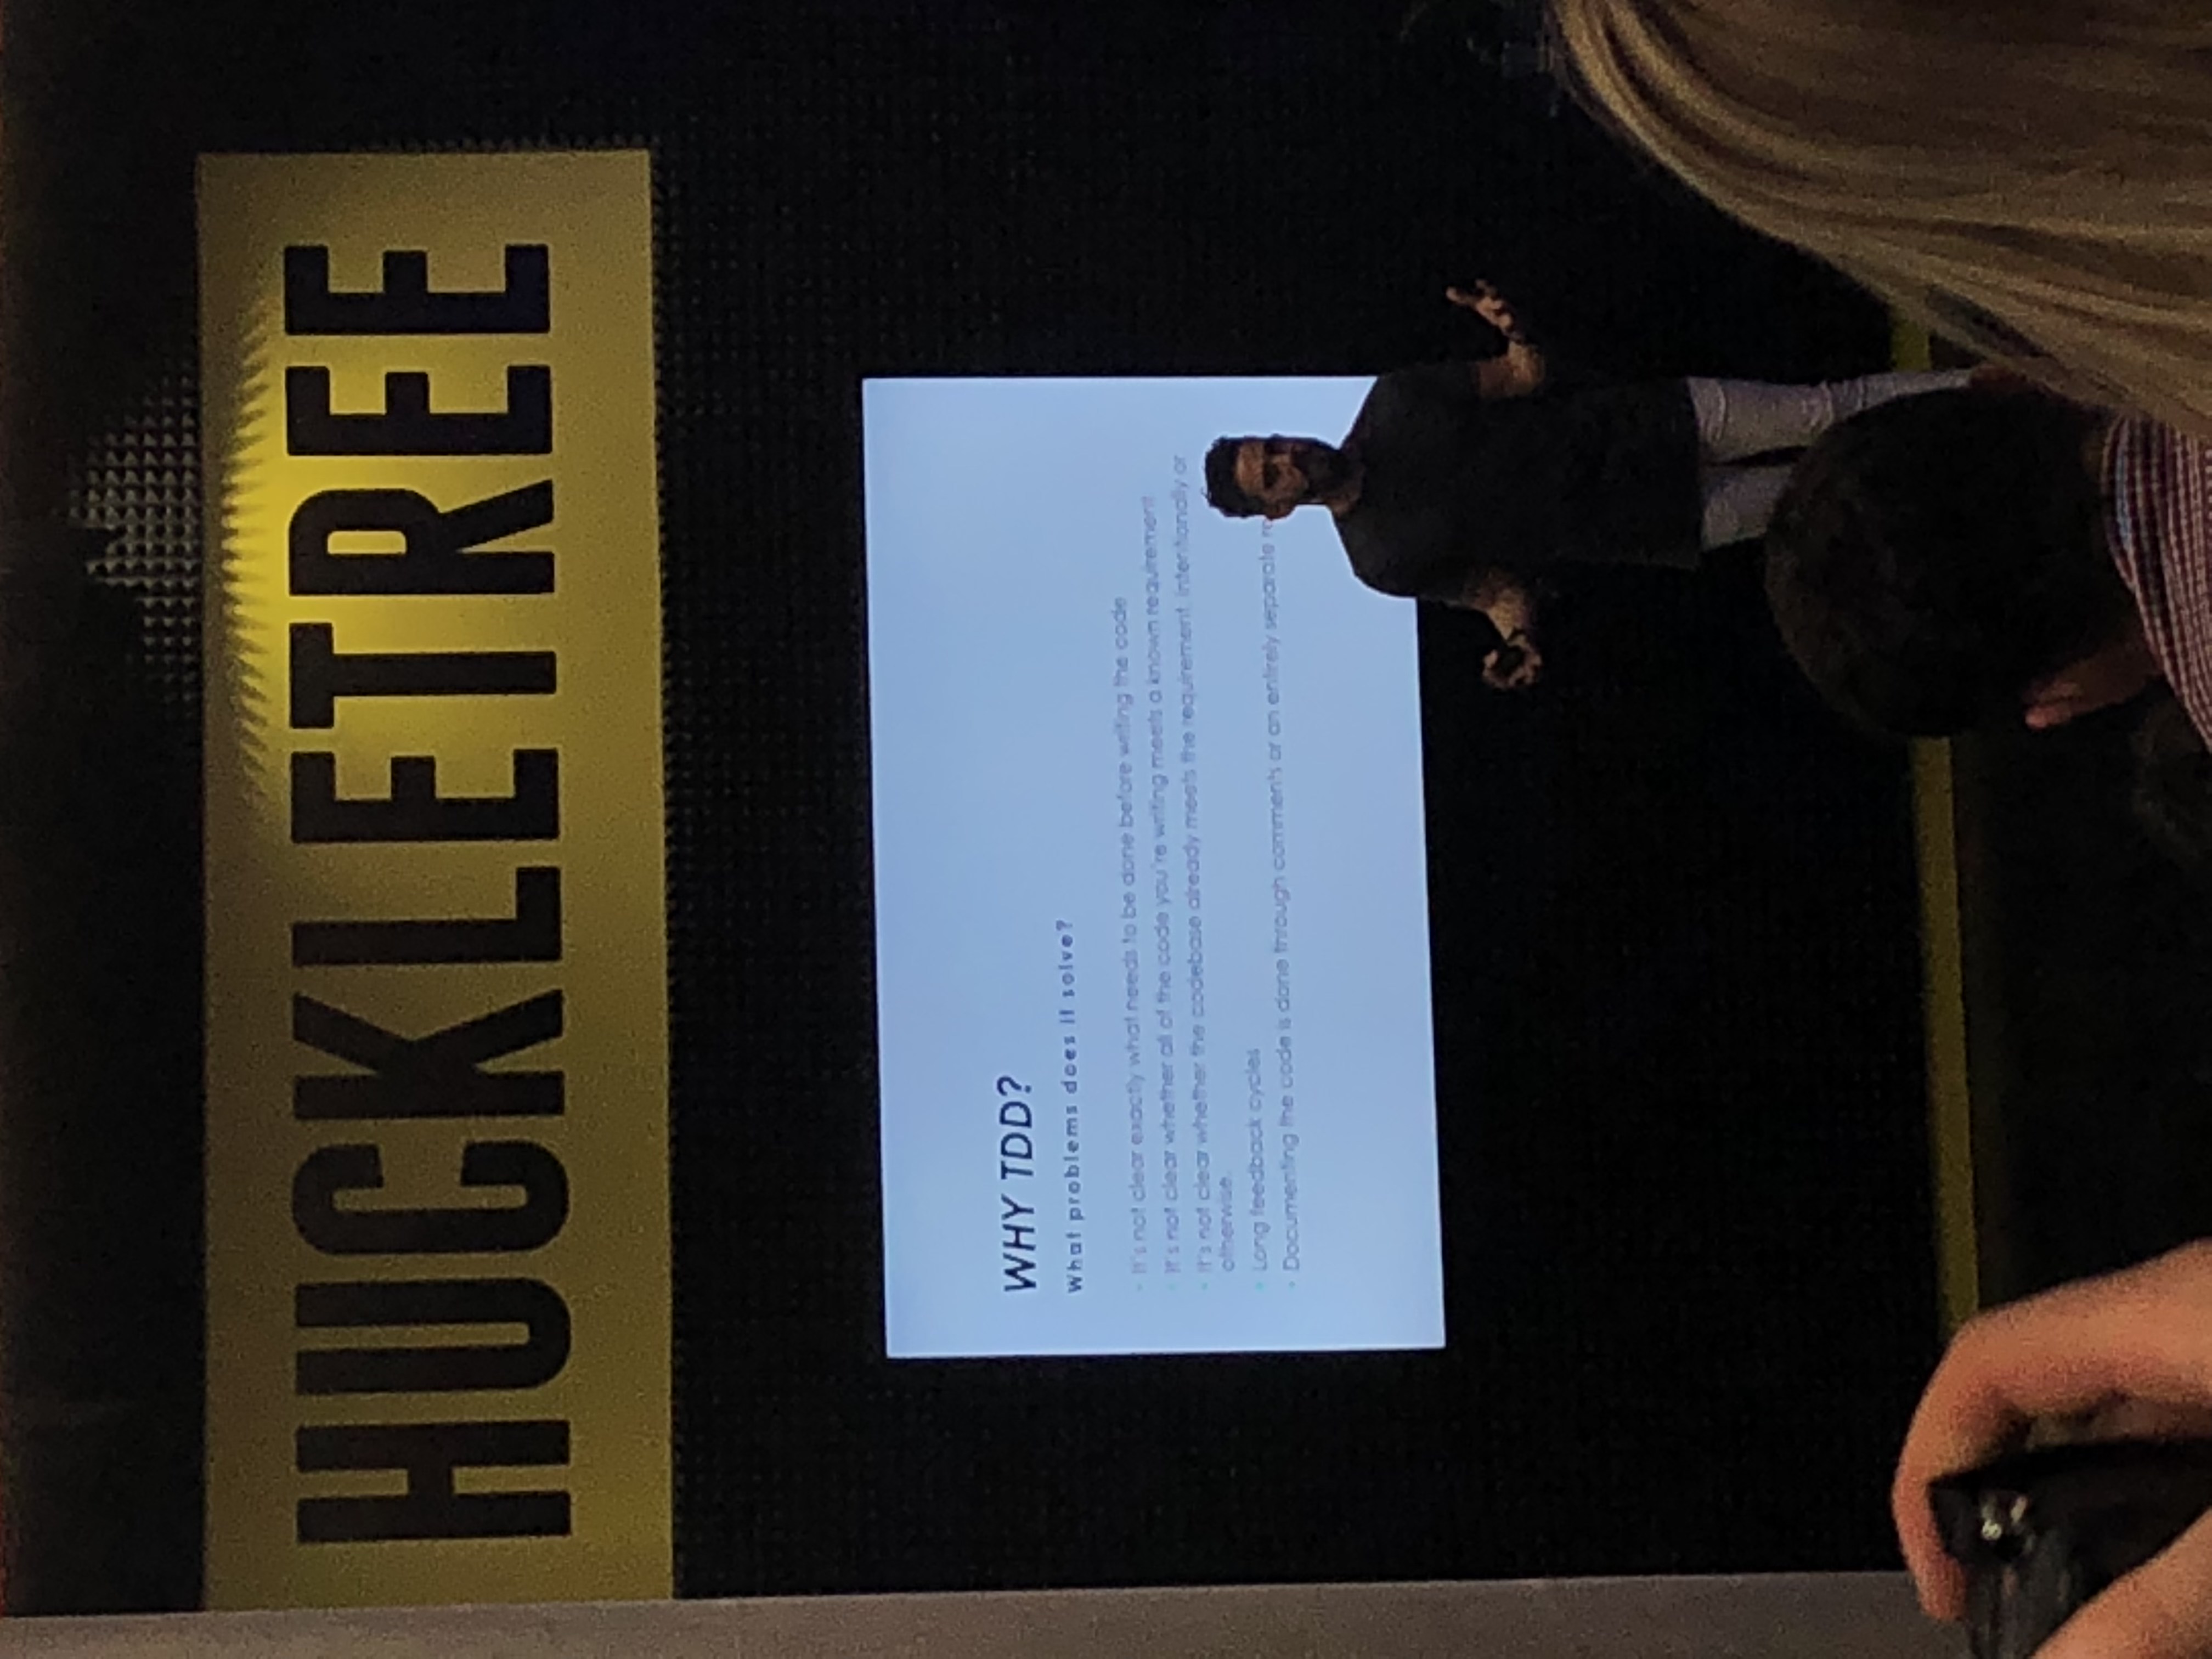 HUCKLETREE
WHY TDD?
What problems does it solve?
It's not clear exactly what needs to be done before writing the code
It's not clear whether all of the code you're writing meets a known requirement
It's not clear whether the codebase already meets the requirement, intentionally or
otherwise.
Long feedback cycles
Documenting the code is done through comments or an entirely separate